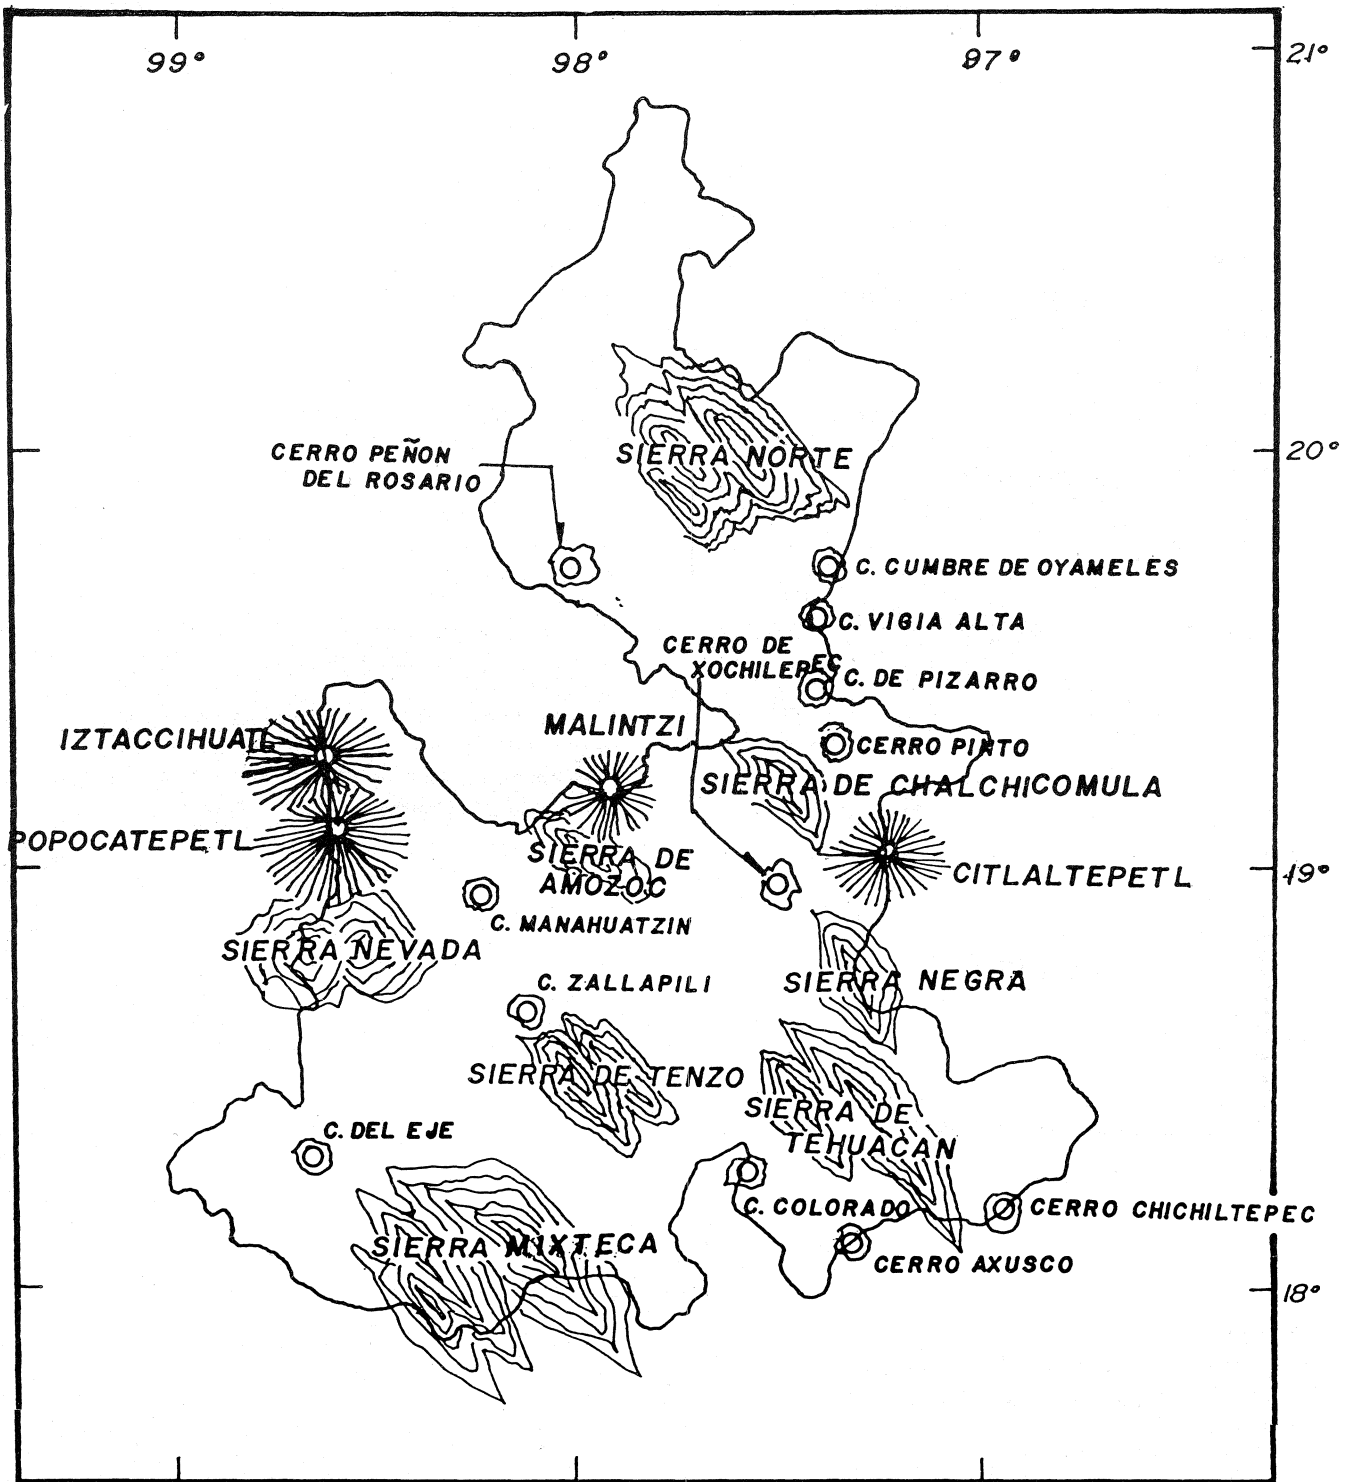 99° 98° 97°
21°
CERRO PEÑON
DEL ROSARIO
SIERRA NORTE
20°
C. CUMBRE DE OYAMELES
C. VIGIA ALTA
CERRO DE
XOCHILEPEC
C. DE PIZARRO
IZTACCIHUATL
MALINTZI
CERRO PINTO
SIERRA DE CHALCHICOMULA
POPOCATEPETL
SIERRA DE
AMOZOC
CITLALTEPETL
19°
C. MANAHUATZIN
SIERRA NEVADA
C. ZALLAPILI
SIERRA NEGRA
SIERRA DE TENZO
SIERRA DE
TEHUACAN
C. DEL EJE
C. COLORADO
CERRO CHICHILTEPEC
SIERRA MIXTECA
CERRO AXUSCO
18°